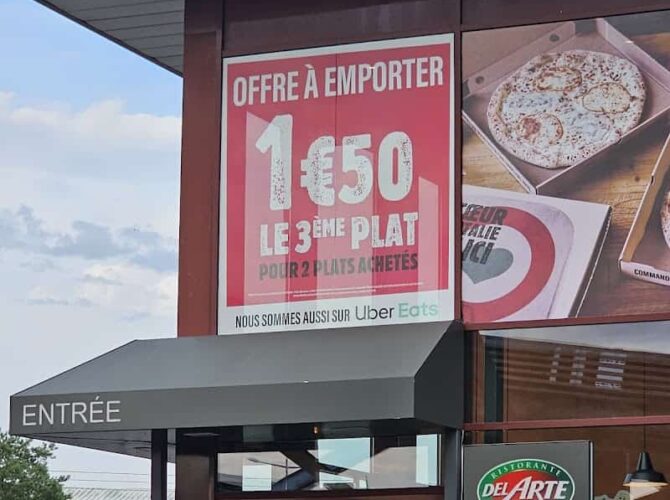 OFFRE À EMPORTER
1€50
LE 3ÈME PLAT
POUR 2 PLATS ACHETÉS
NOUS SOMMES AUSSI SUR Uber Eats
ICI
ENTRÉE
RISTORANTE
DEL ARTE